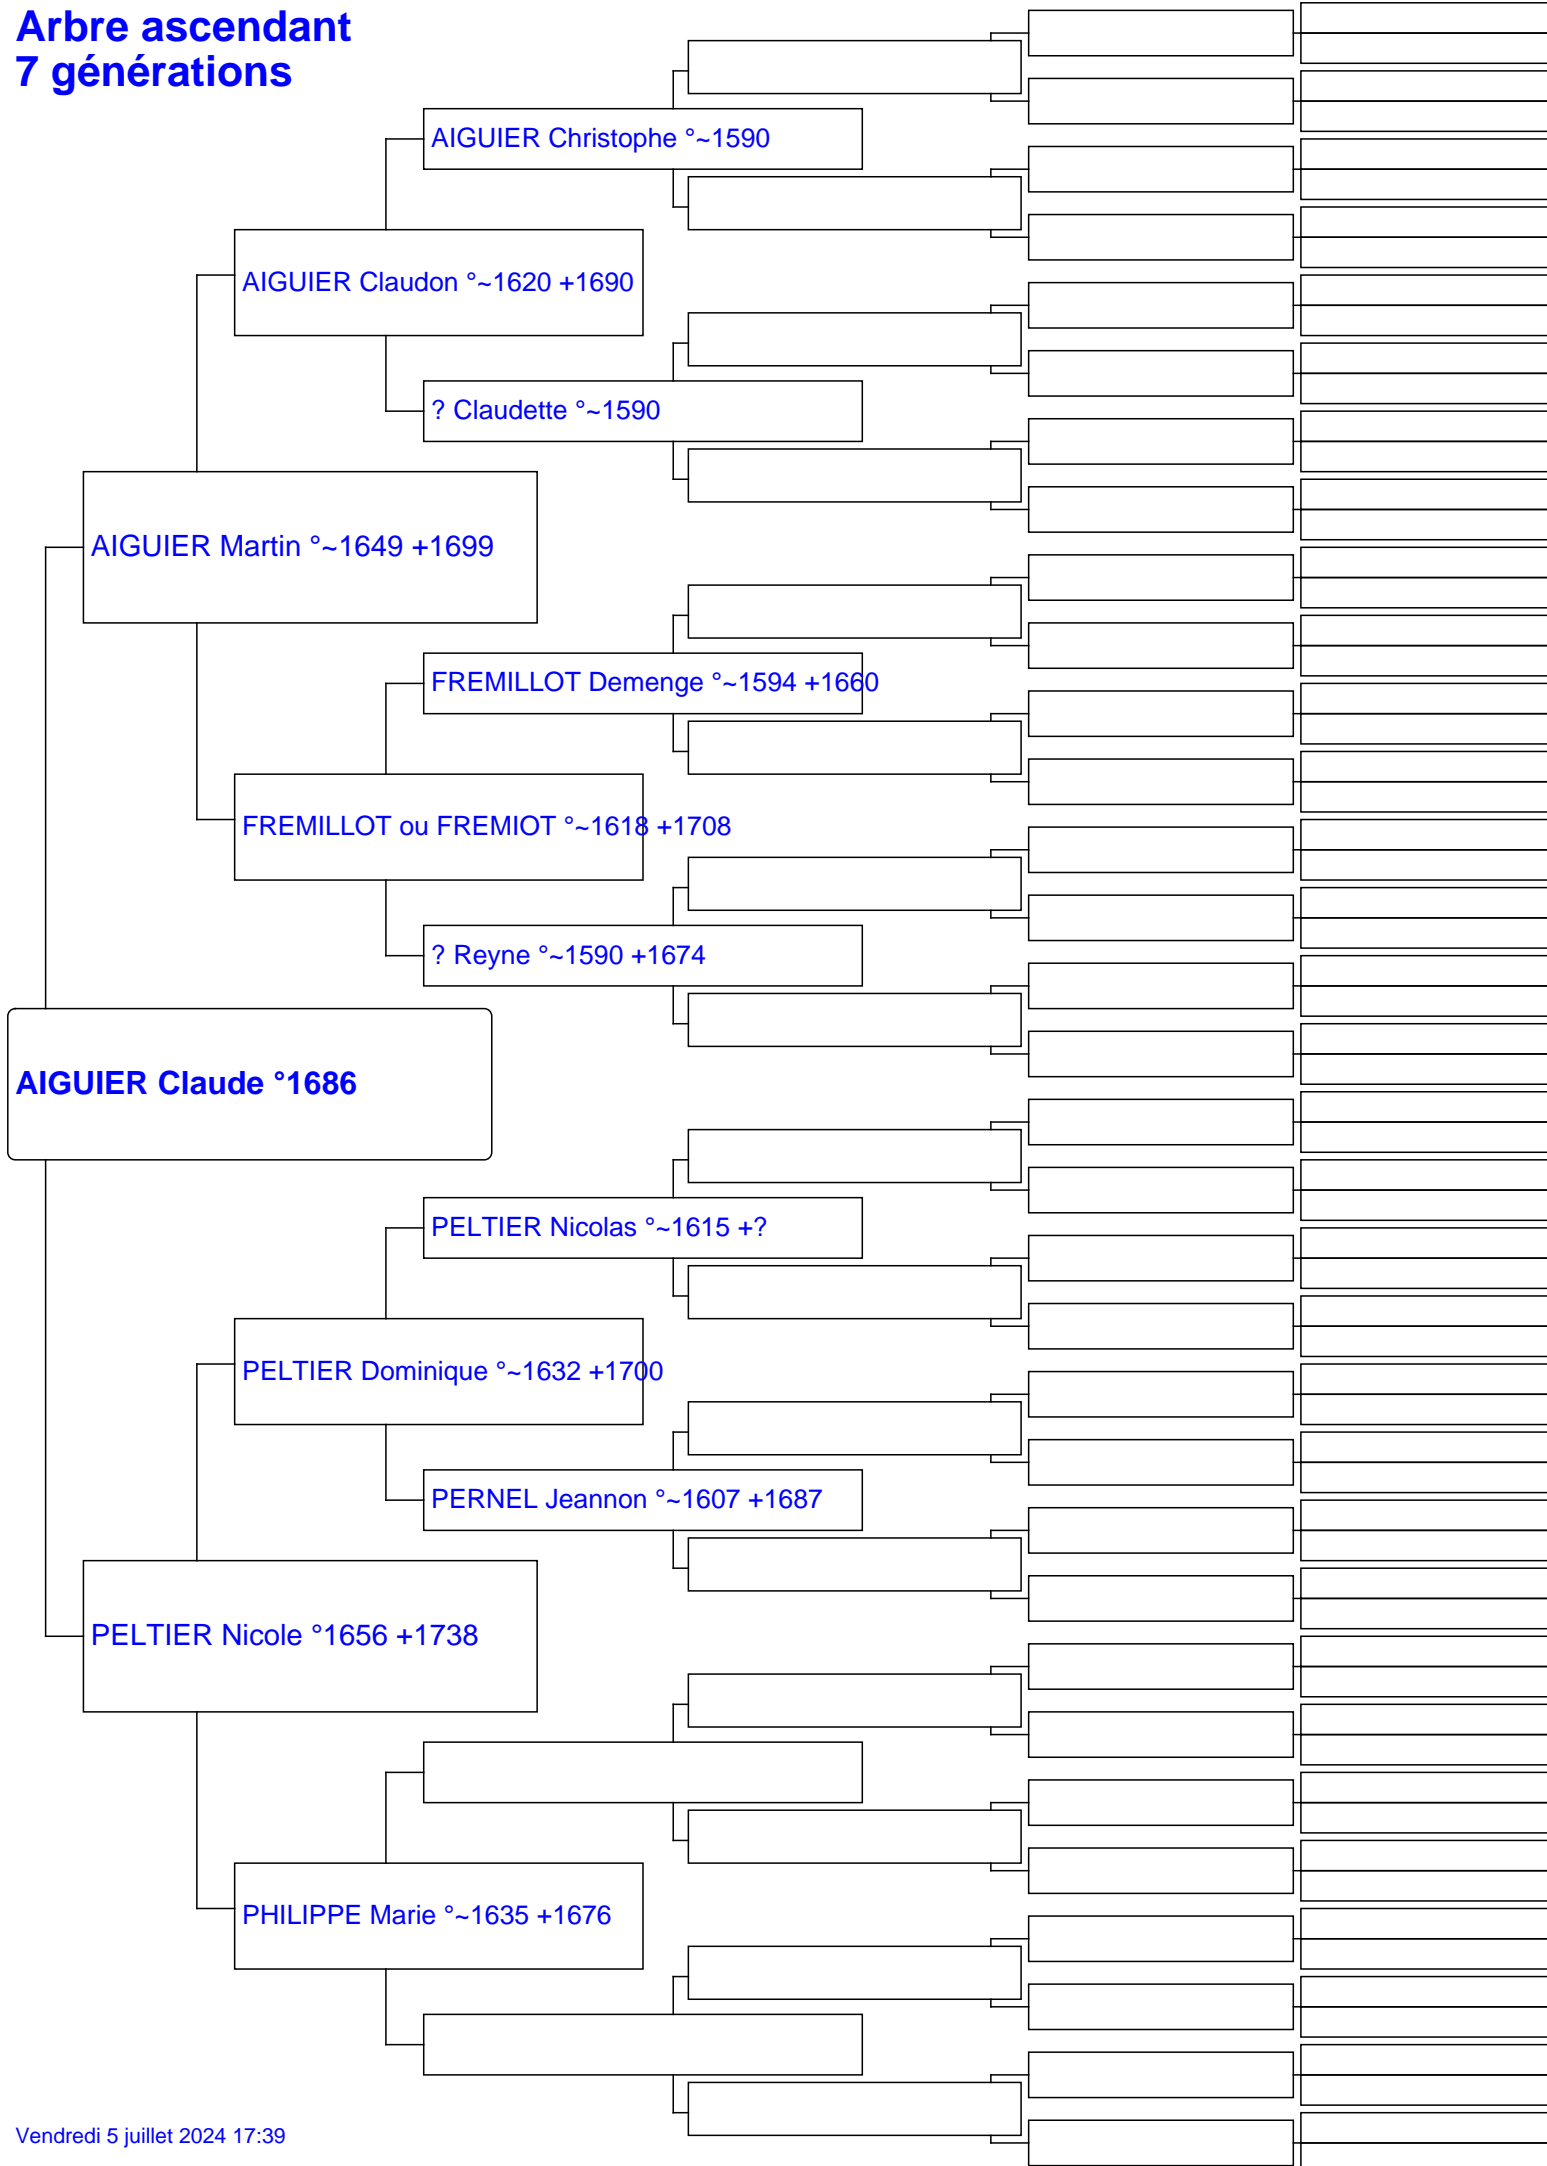 Arbre ascendant
7 générations
AIGUIER Christophe °~1590
AIGUIER Claudon °~1620 +1690
? Claudette °~1590
AIGUIER Martin °~1649 +1699
FREMILLOT Demenge °~1594 +1660
FREMILLOT ou FREMIOT °~1618 +1708
? Reyne °~1590 +1674
AIGUIER Claude °1686
PELTIER Nicolas °~1615 +?
PELTIER Dominique °~1632 +1700
PERNEL Jeannon °~1607 +1687
PELTIER Nicole °1656 +1738
PHILIPPE Marie °~1635 +1676
Vendredi 5 juillet 2024 17:39